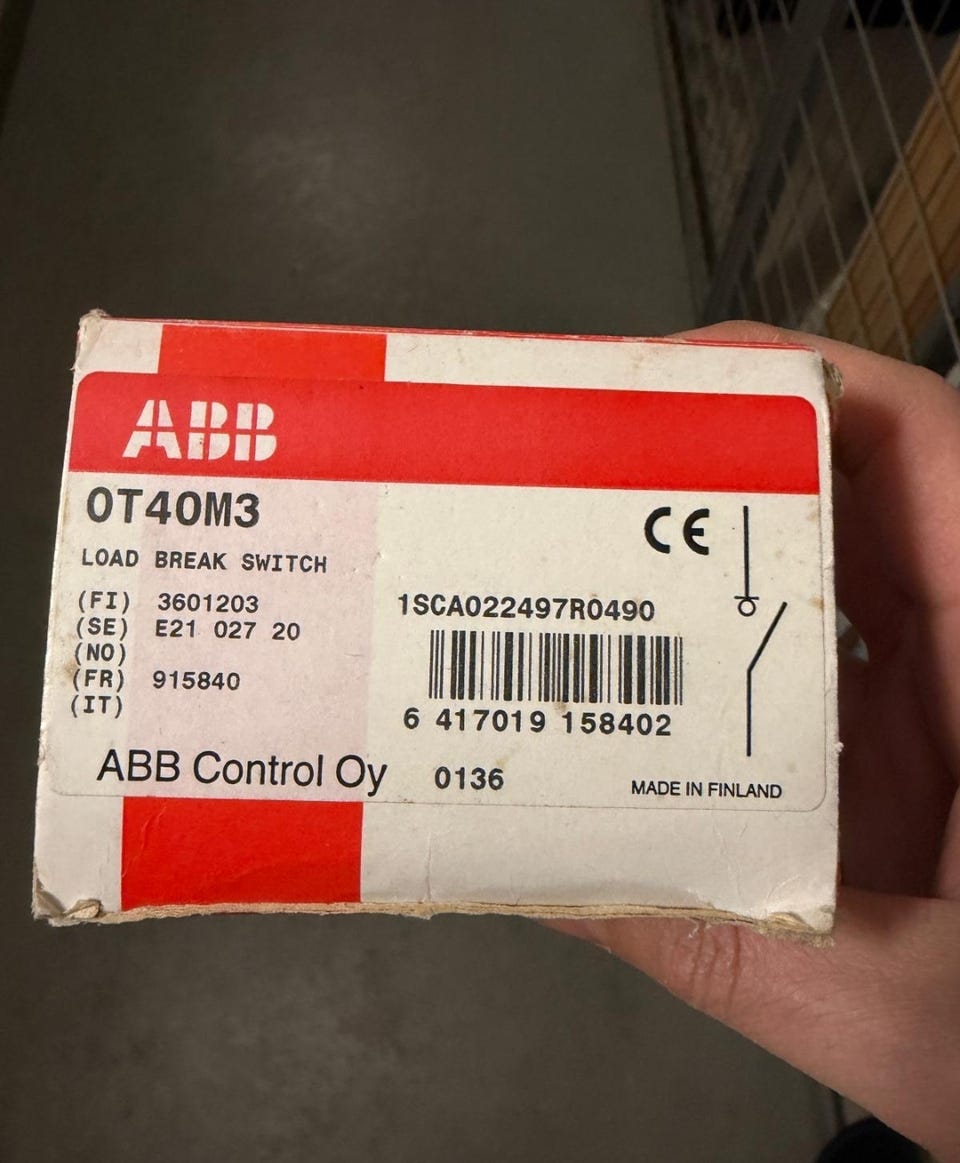 ABB
OT40M3
LOAD BREAK SWITCH
CE
(FI) 3601203
(SE) E21 027 20
(NO)
(FR) 915840
(IT)
1SCA022497R0490
6 417019 158402
ABB Control Oy 0136
MADE IN FINLAND